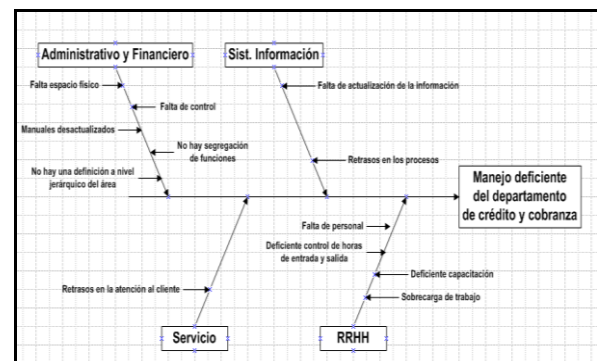 Administrativo y Financiero
Sist. Información
Falta espacio físico
Falta de control
Manuales desactualizados
No hay segregación
de funciones
No hay una definición a nivel
jerárquico del área
Falta de actualización de la información
Retrasos en los procesos
Manejo deficiente
del departamento
de crédito y cobranza
Retrasos en la atención al cliente
Falta de personal
Deficiente control de horas
de entrada y salida
Deficiente capacitación
Sobrecarga de trabajo
Servicio
RRHH